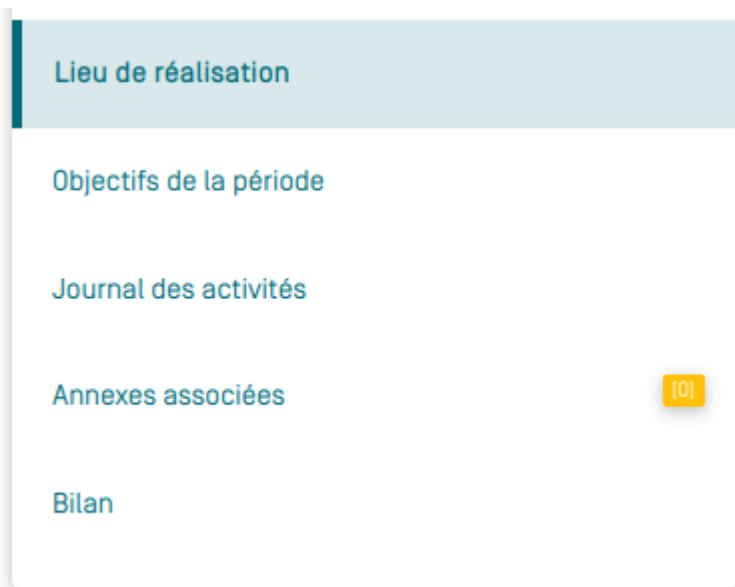 Lieu de réalisation
Objectifs de la période
Journal des activités
Annexes associées [0]
Bilan